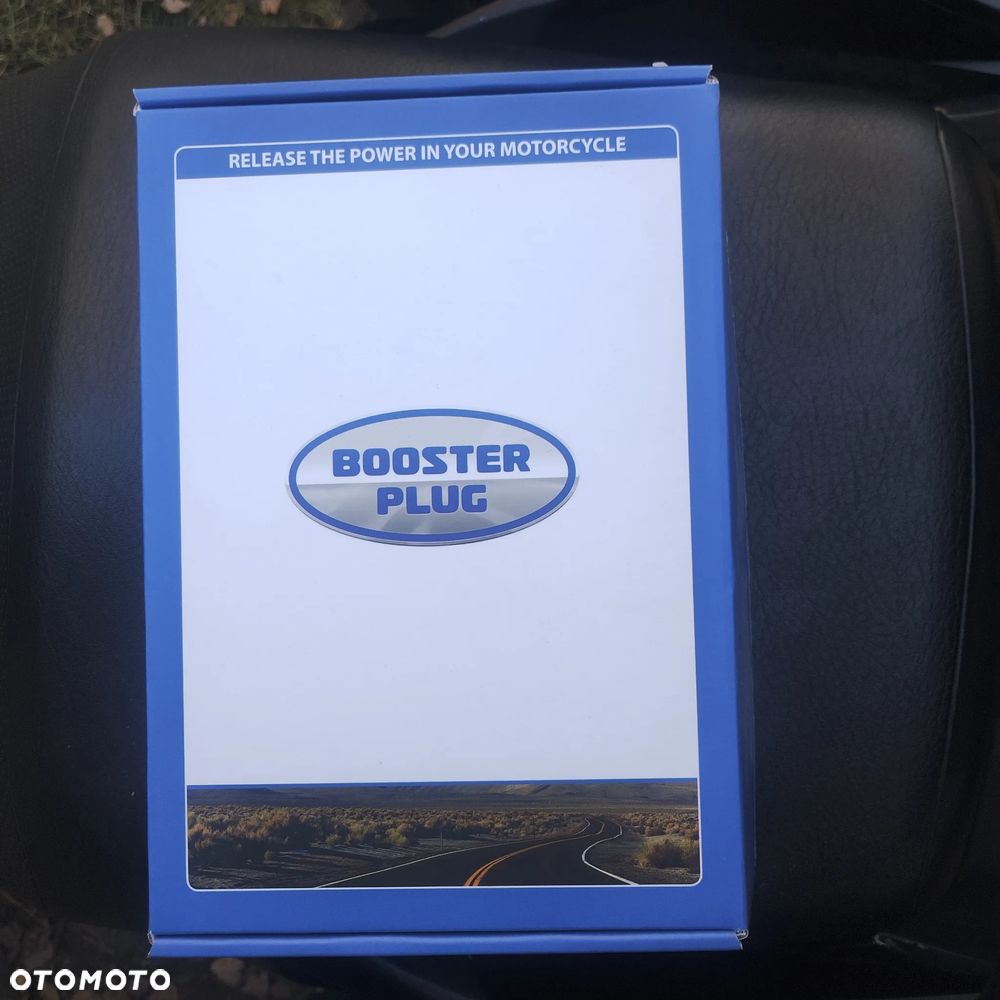 RELEASE THE POWER IN YOUR MOTORCYCLE
BOOSTER
PLUG
OTOMOTO